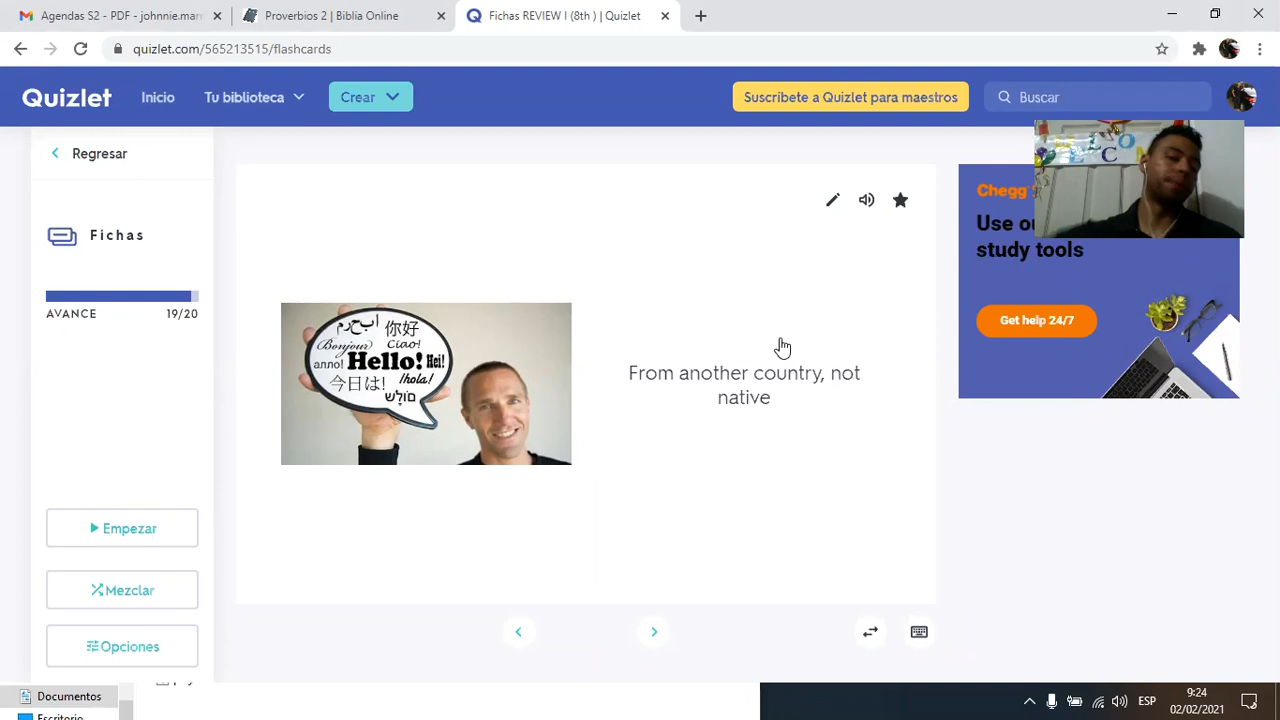 Agendas S2 - PDF - johnnie.mar
Proverbios 2 | Biblia Online
Fichas REVIEW I (8th ) | Quizlet
quizlet.com/565213515/flashcards
Quizlet
Inicio
Tu biblioteca
Crear
Suscríbete a Quizlet para maestros
Buscar
Regresar
Fichas
AVANCE 19/20
Empezar
Mezclar
Opciones
你好
Bonjour
Ciao!
алло!
Hello!
Hei!
今日は!
¡hola!
שלום
From another country, not
native
Chegg
Use ou
study tools
Get help 24/7
C
Documentos
Escritorio
ESP
9:24
02/02/2021